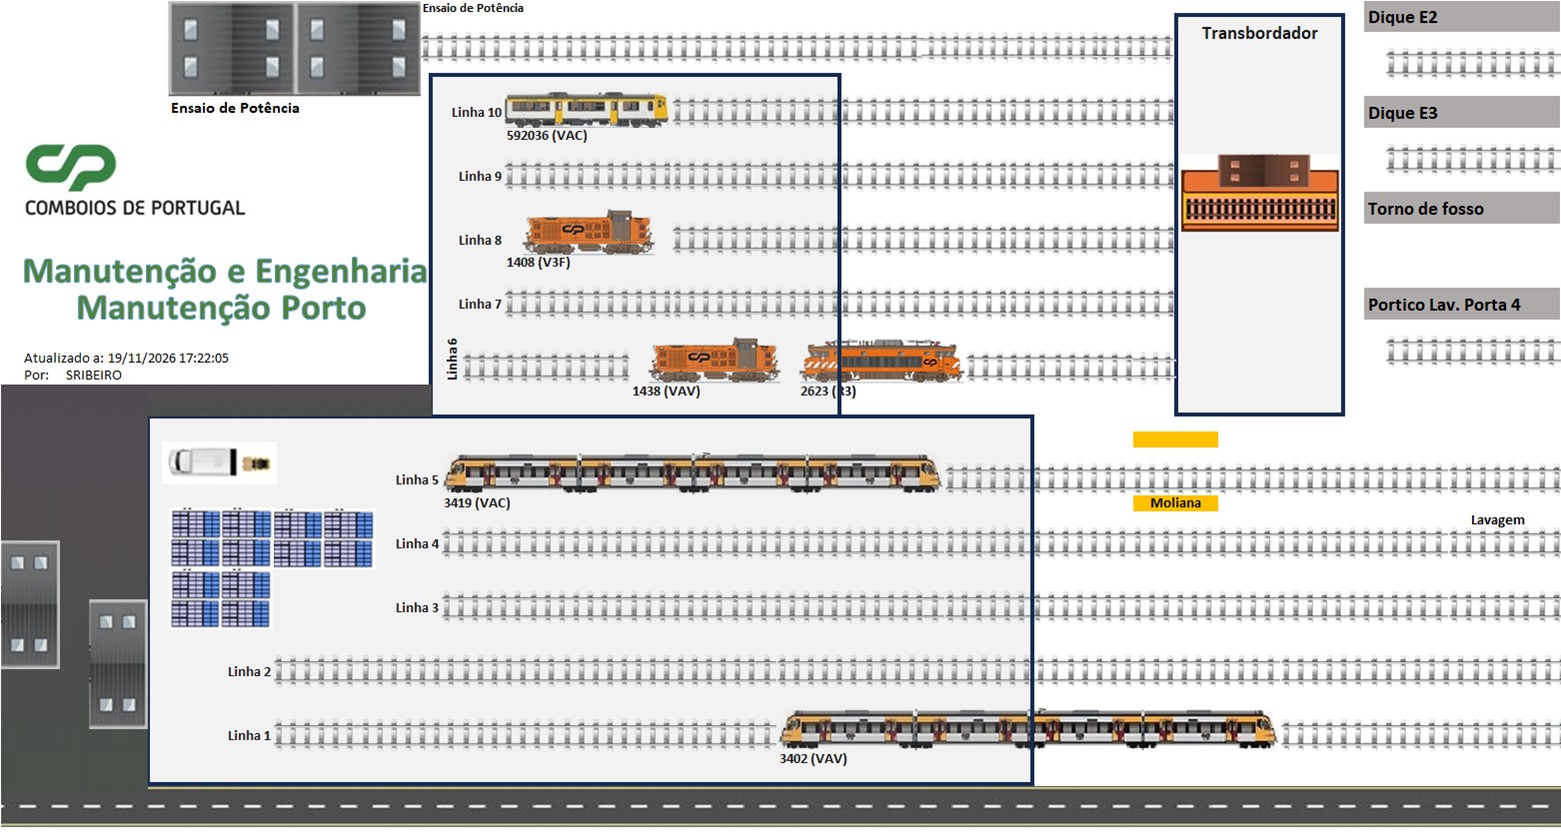 Ensaio de Potência
Ensaio de Potência
Transbordador
Dique E2
Dique E3
Torno de fosso
Portico Lav. Porta 4
CP
COMBOIOS DE PORTUGAL
Manutenção e Engenharia
Manutenção Porto
Atualizado a: 19/11/2026 17:22:05
Por: SRIBEIRO
Linha 10
592036 (VAC)
Linha 9
Linha 8
1408 (V3F)
Linha 7
Linha 6
1438 (VAV)
2623 (R3)
Linha 5
3419 (VAC)
Moliana
Lavagem
Linha 4
Linha 3
Linha 2
Linha 1
3402 (VAV)